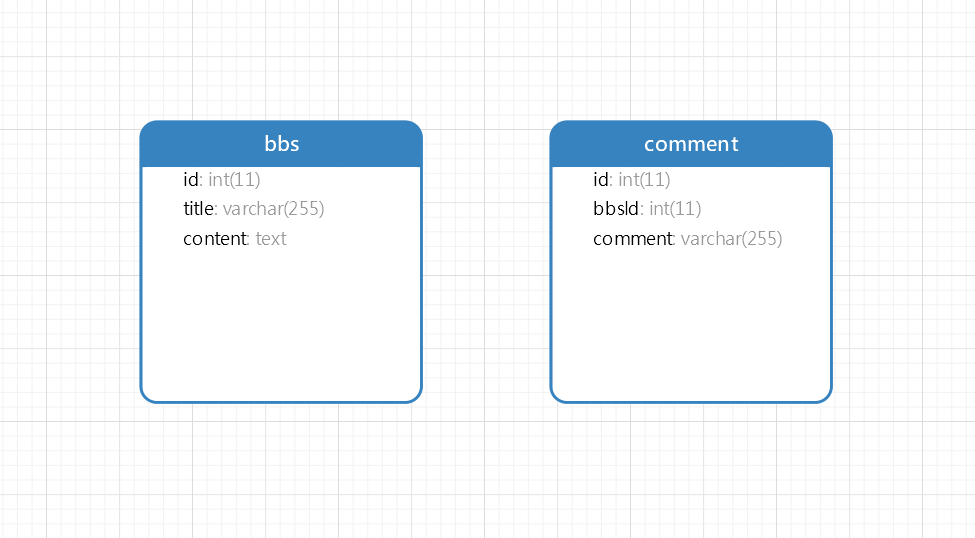 bbs
id: int(11)
title: varchar(255)
content: text
comment
id: int(11)
bbsId: int(11)
comment: varchar(255)